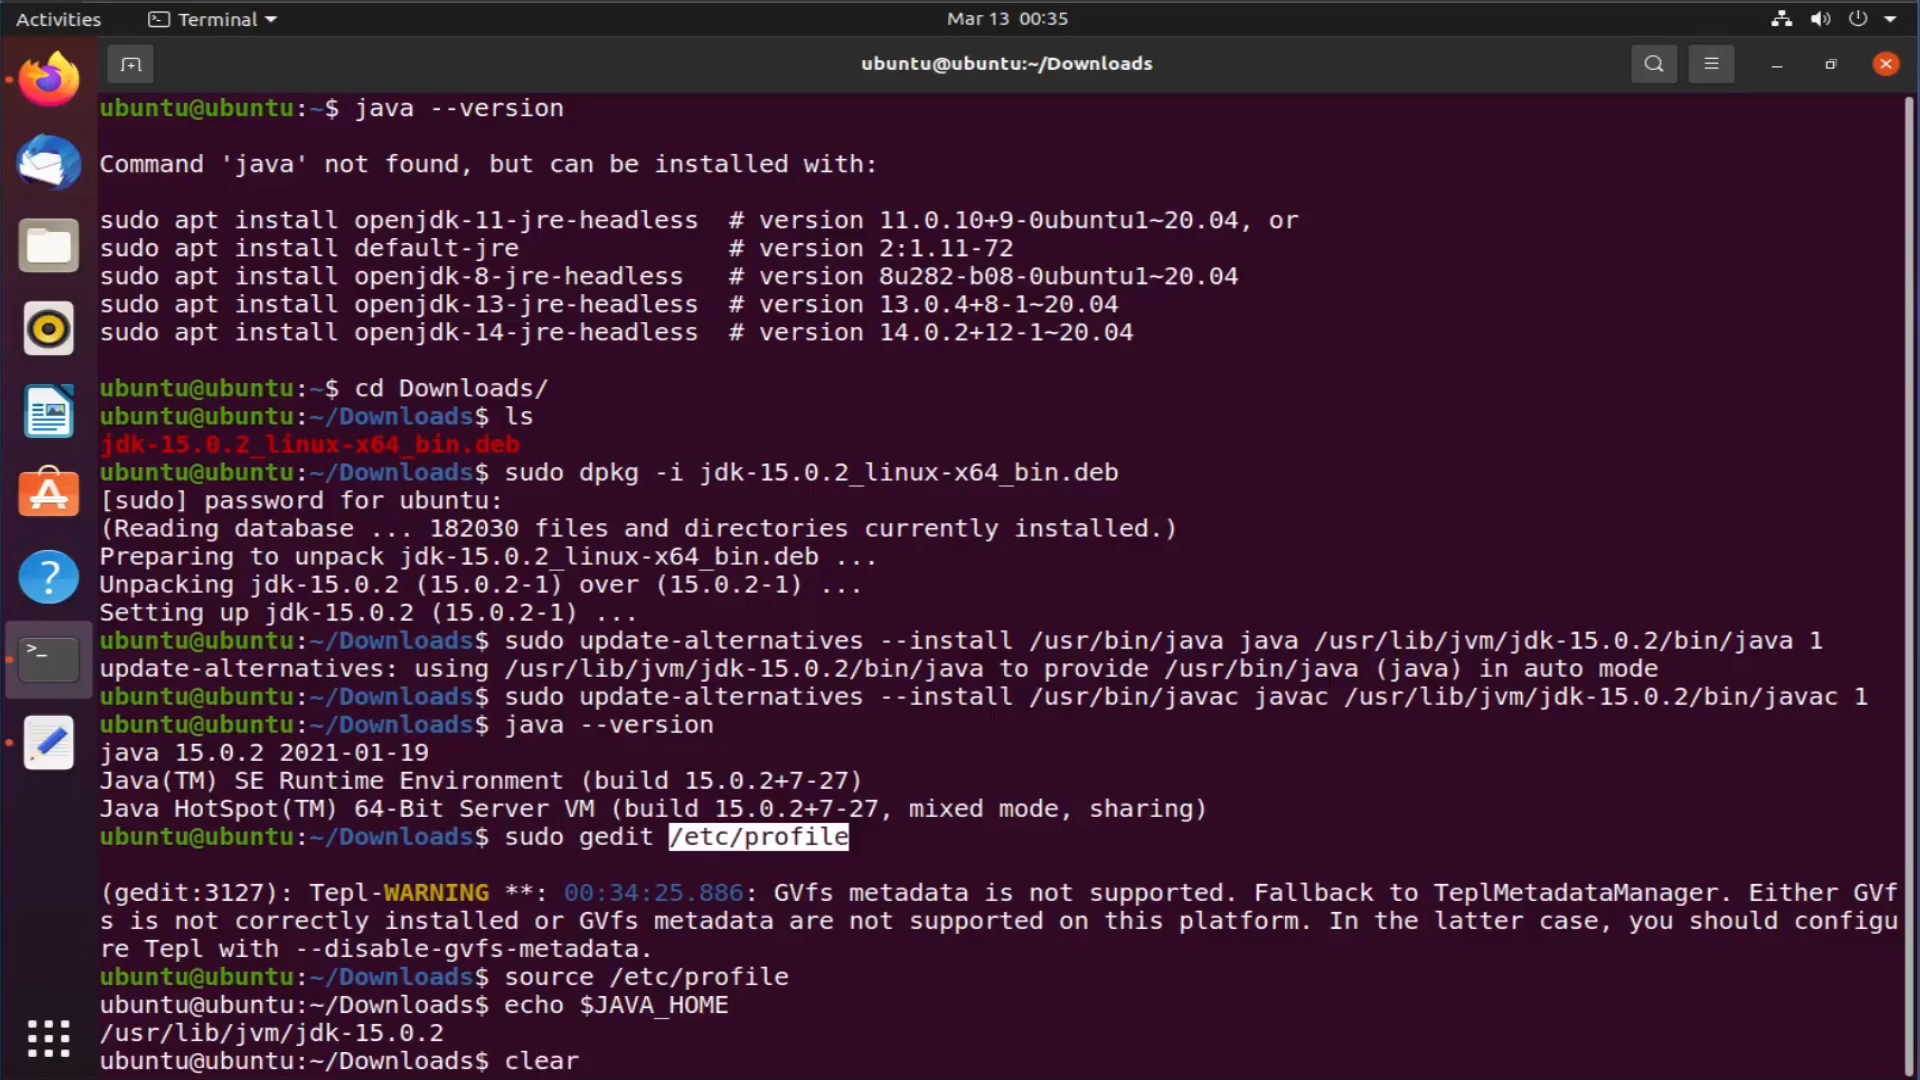 Activities
Terminal
Mar 13 00:35
ubuntu@ubuntu:~/Downloads
ubuntu@ubuntu:~$ java --version
Command 'java' not found, but can be installed with:
sudo apt install openjdk-11-jre-headless  # version 11.0.10+9-0ubuntu1~20.04, or
sudo apt install default-jre              # version 2:1.11-72
sudo apt install openjdk-8-jre-headless   # version 8u282-b08-0ubuntu1~20.04
sudo apt install openjdk-13-jre-headless  # version 13.0.4+8-1~20.04
sudo apt install openjdk-14-jre-headless  # version 14.0.2+12-1~20.04
ubuntu@ubuntu:~$ cd Downloads/
ubuntu@ubuntu:~/Downloads$ ls
jdk-15.0.2_linux-x64_bin.deb
ubuntu@ubuntu:~/Downloads$ sudo dpkg -i jdk-15.0.2_linux-x64_bin.deb
[sudo] password for ubuntu:
(Reading database ... 182030 files and directories currently installed.)
Preparing to unpack jdk-15.0.2_linux-x64_bin.deb ...
Unpacking jdk-15.0.2 (15.0.2-1) over (15.0.2-1) ...
Setting up jdk-15.0.2 (15.0.2-1) ...
ubuntu@ubuntu:~/Downloads$ sudo update-alternatives --install /usr/bin/java java /usr/lib/jvm/jdk-15.0.2/bin/java 1
update-alternatives: using /usr/lib/jvm/jdk-15.0.2/bin/java to provide /usr/bin/java (java) in auto mode
ubuntu@ubuntu:~/Downloads$ sudo update-alternatives --install /usr/bin/javac javac /usr/lib/jvm/jdk-15.0.2/bin/javac 1
ubuntu@ubuntu:~/Downloads$ java --version
java 15.0.2 2021-01-19
Java(TM) SE Runtime Environment (build 15.0.2+7-27)
Java HotSpot(TM) 64-Bit Server VM (build 15.0.2+7-27, mixed mode, sharing)
ubuntu@ubuntu:~/Downloads$ sudo gedit /etc/profile
(gedit:3127): Tepl-WARNING **: 00:34:25.886: GVfs metadata is not supported. Fallback to TeplMetadataManager. Either GVf
s is not correctly installed or GVfs metadata are not supported on this platform. In the latter case, you should configu
re Tepl with --disable-gvfs-metadata.
ubuntu@ubuntu:~/Downloads$ source /etc/profile
ubuntu@ubuntu:~/Downloads$ echo $JAVA_HOME
/usr/lib/jvm/jdk-15.0.2
ubuntu@ubuntu:~/Downloads$ clear